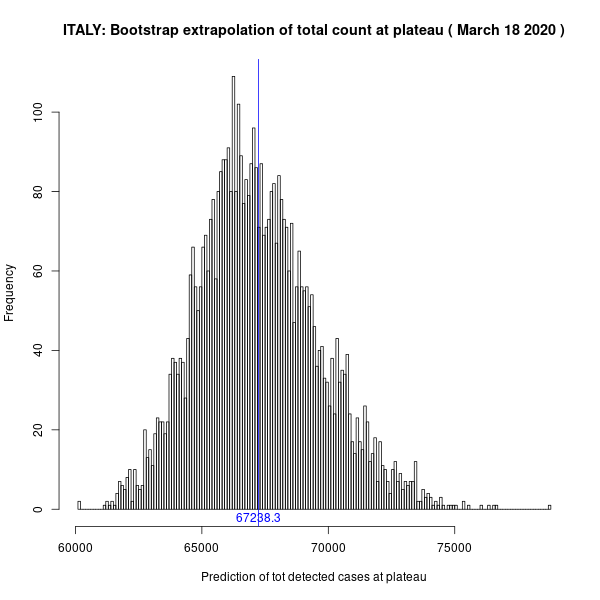 ITALY: Bootstrap extrapolation of total count at plateau ( March 18 2020 )
Frequency
100
80
60
40
20
0
67238.3
60000 65000 70000 75000
Prediction of tot detected cases at plateau